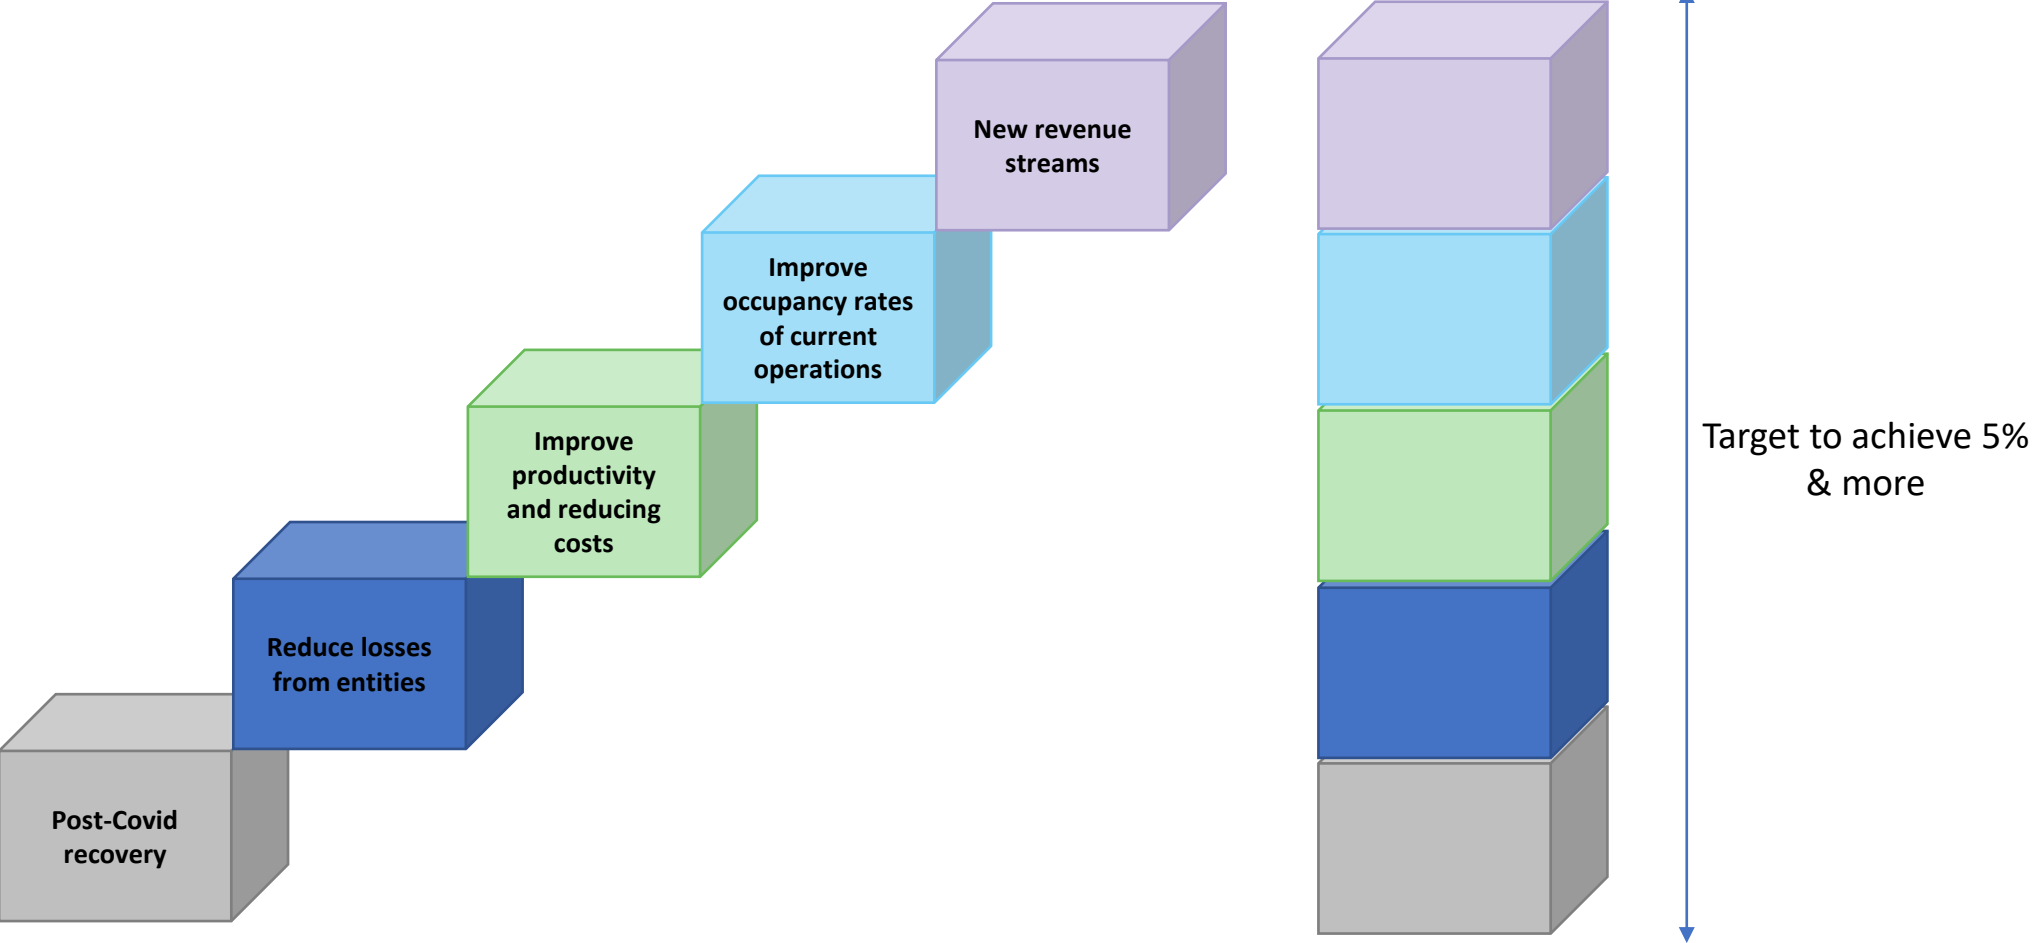 New revenue
streams
Improve
occupancy rates
of current
operations
Improve
productivity
and reducing
costs
Reduce losses
from entities
Post-Covid
recovery
Target to achieve 5%
& more